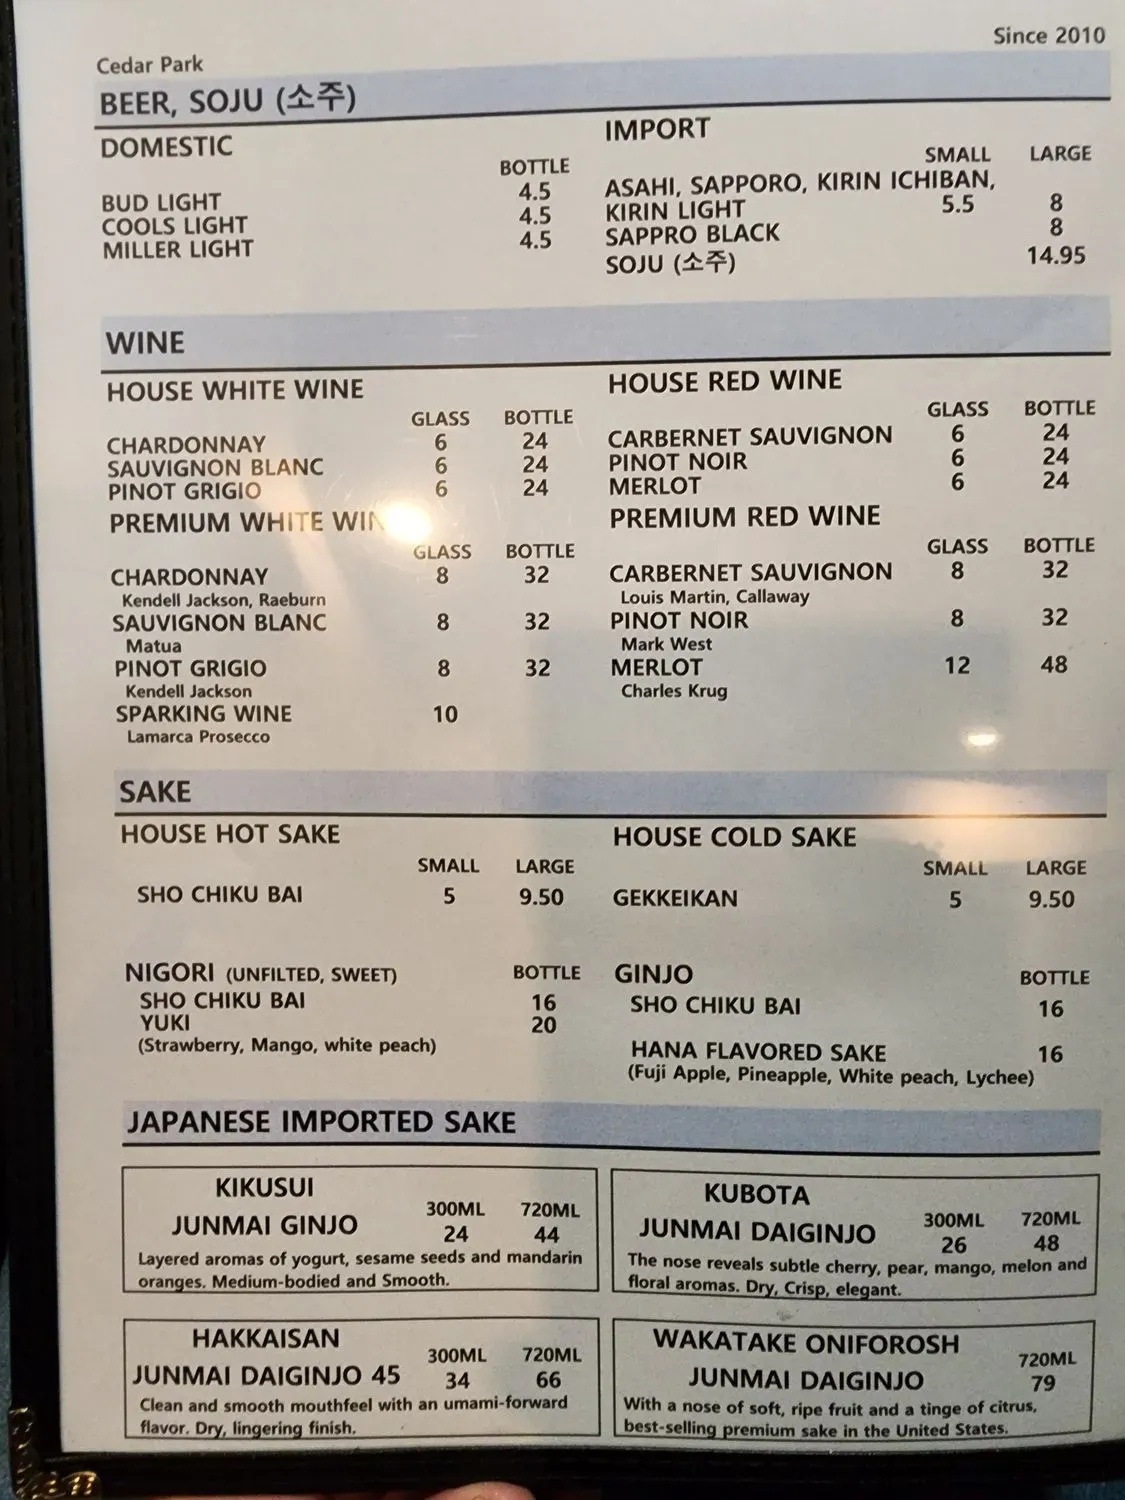 Since 2010
Cedar Park
BEER, SOJU (소주)
DOMESTIC
BOTTLE
BUD LIGHT 4.5
COOLS LIGHT 4.5
MILLER LIGHT 4.5
IMPORT
SMALL LARGE
ASAHI, SAPPORO, KIRIN ICHIBAN,
KIRIN LIGHT 5.5 8
SAPPRO BLACK 8
SOJU (소주) 14.95
WINE
HOUSE WHITE WINE
GLASS BOTTLE
CHARDONNAY 6 24
SAUVIGNON BLANC 6 24
PINOT GRIGIO 6 24
PREMIUM WHITE WIN
GLASS BOTTLE
CHARDONNAY 8 32
Kendell Jackson, Raeburn
SAUVIGNON BLANC 8 32
Matua
PINOT GRIGIO 8 32
Kendell Jackson
SPARKING WINE 10
Lamarca Prosecco
HOUSE RED WINE
GLASS BOTTLE
CARBERNET SAUVIGNON 6 24
PINOT NOIR 6 24
MERLOT 6 24
PREMIUM RED WINE
GLASS BOTTLE
CARBERNET SAUVIGNON 8 32
Louis Martin, Callaway
PINOT NOIR 8 32
Mark West
MERLOT 12 48
Charles Krug
SAKE
HOUSE HOT SAKE
SMALL LARGE
SHO CHIKU BAI 5 9.50
HOUSE COLD SAKE
SMALL LARGE
GEKKEIKAN 5 9.50
NIGORI (UNFILTED, SWEET) BOTTLE
SHO CHIKU BAI 16
YUKI 20
(Strawberry, Mango, white peach)
GINJO BOTTLE
SHO CHIKU BAI 16
HANA FLAVORED SAKE 16
(Fuji Apple, Pineapple, White peach, Lychee)
JAPANESE IMPORTED SAKE
KIKUSUI
300ML 720ML
JUNMAI GINJO 24 44
Layered aromas of yogurt, sesame seeds and mandarin
oranges. Medium-bodied and Smooth.
KUBOTA
300ML 720ML
JUNMAI DAIGINJO 26 48
The nose reveals subtle cherry, pear, mango, melon and
floral aromas. Dry, Crisp, elegant.
HAKKAISAN
300ML 720ML
JUNMAI DAIGINJO 45 34 66
Clean and smooth mouthfeel with an umami-forward
flavor. Dry, lingering finish.
WAKATAKE ONIFOROSH
720ML
JUNMAI DAIGINJO 79
With a nose of soft, ripe fruit and a tinge of citrus,
best-selling premium sake in the United States.